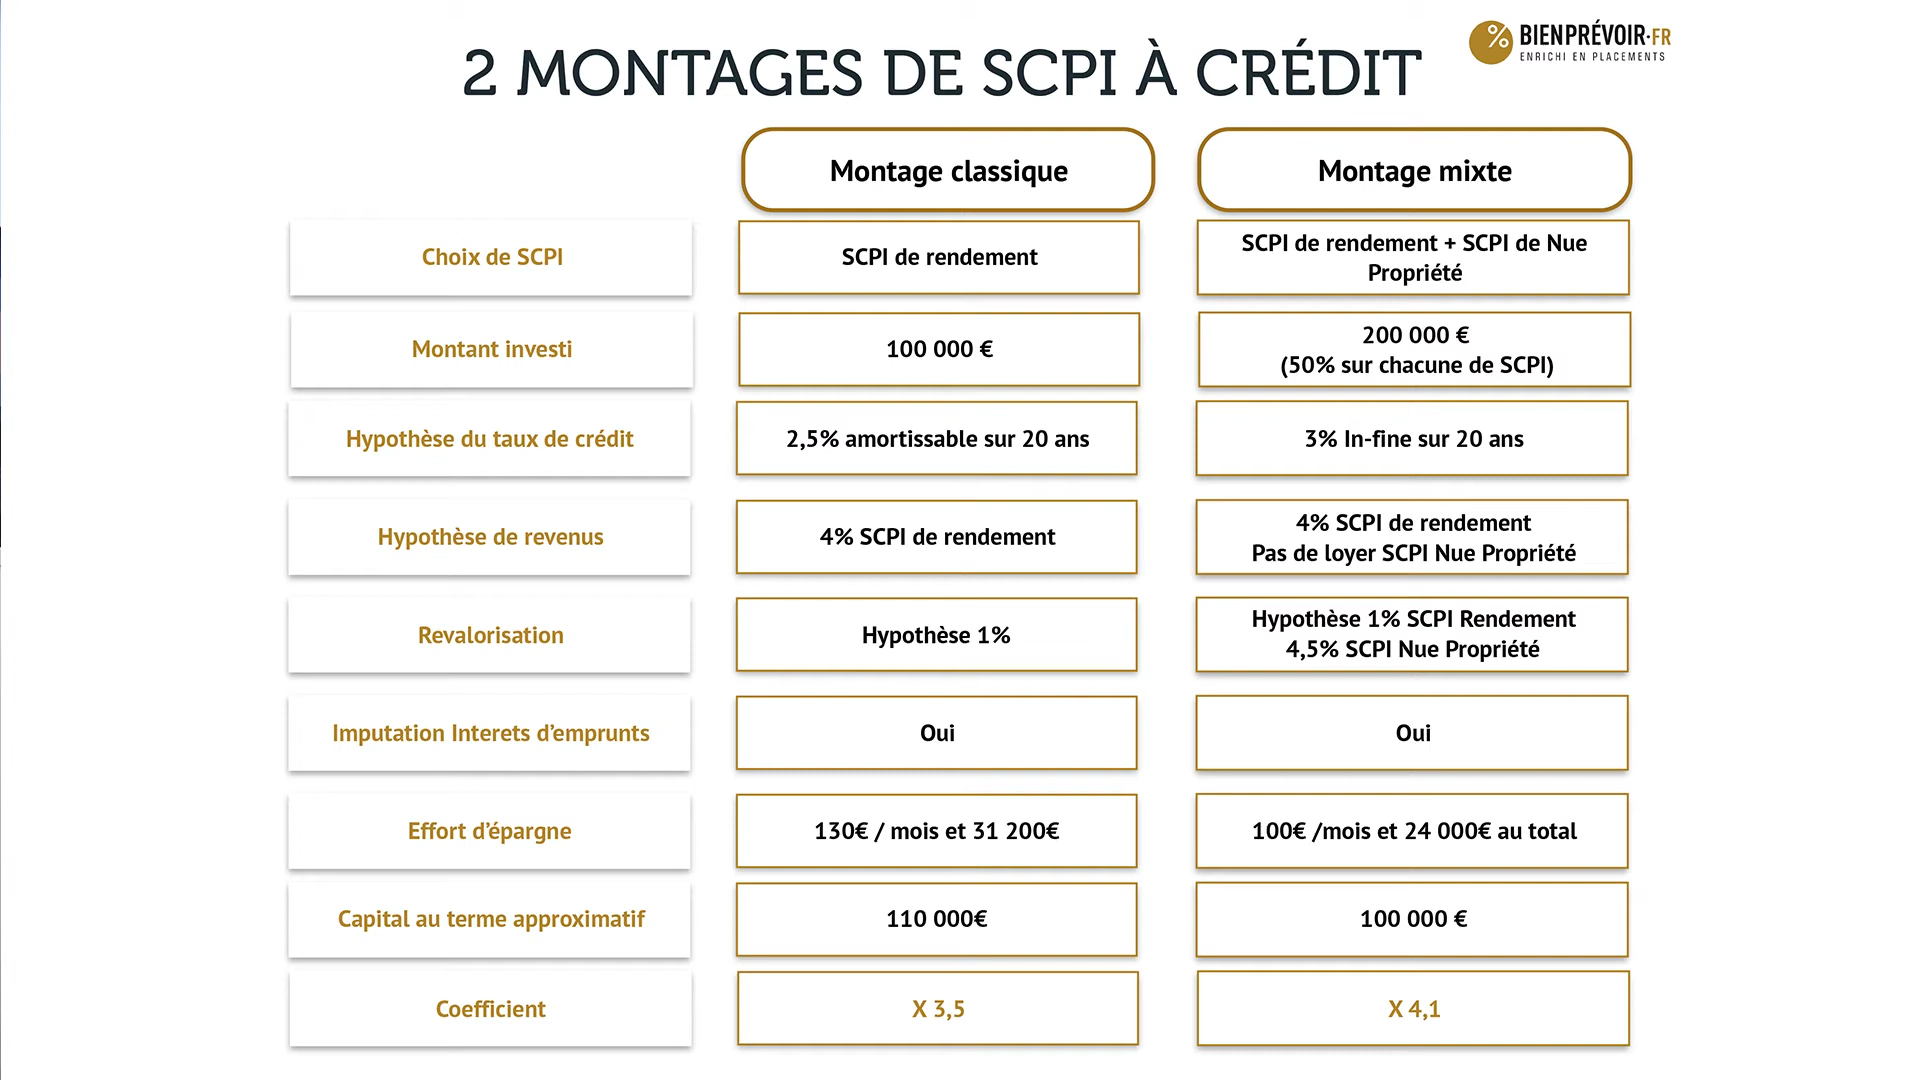 2 MONTAGES DE SCPI À CRÉDIT
% BIENPRÉVOIR·FR
ENRICHI EN PLACEMENTS
Montage classique
Montage mixte
Choix de SCPI
SCPI de rendement
SCPI de rendement + SCPI de Nue
Propriété
Montant investi
100 000 €
200 000 €
(50% sur chacune de SCPI)
Hypothèse du taux de crédit
2,5% amortissable sur 20 ans
3% In-fine sur 20 ans
Hypothèse de revenus
4% SCPI de rendement
4% SCPI de rendement
Pas de loyer SCPI Nue Propriété
Revalorisation
Hypothèse 1%
Hypothèse 1% SCPI Rendement
4,5% SCPI Nue Propriété
Imputation Interets d’emprunts
Oui
Oui
Effort d’épargne
130€ / mois et 31 200€
100€ /mois et 24 000€ au total
Capital au terme approximatif
110 000€
100 000 €
Coefficient
X 3,5
X 4,1